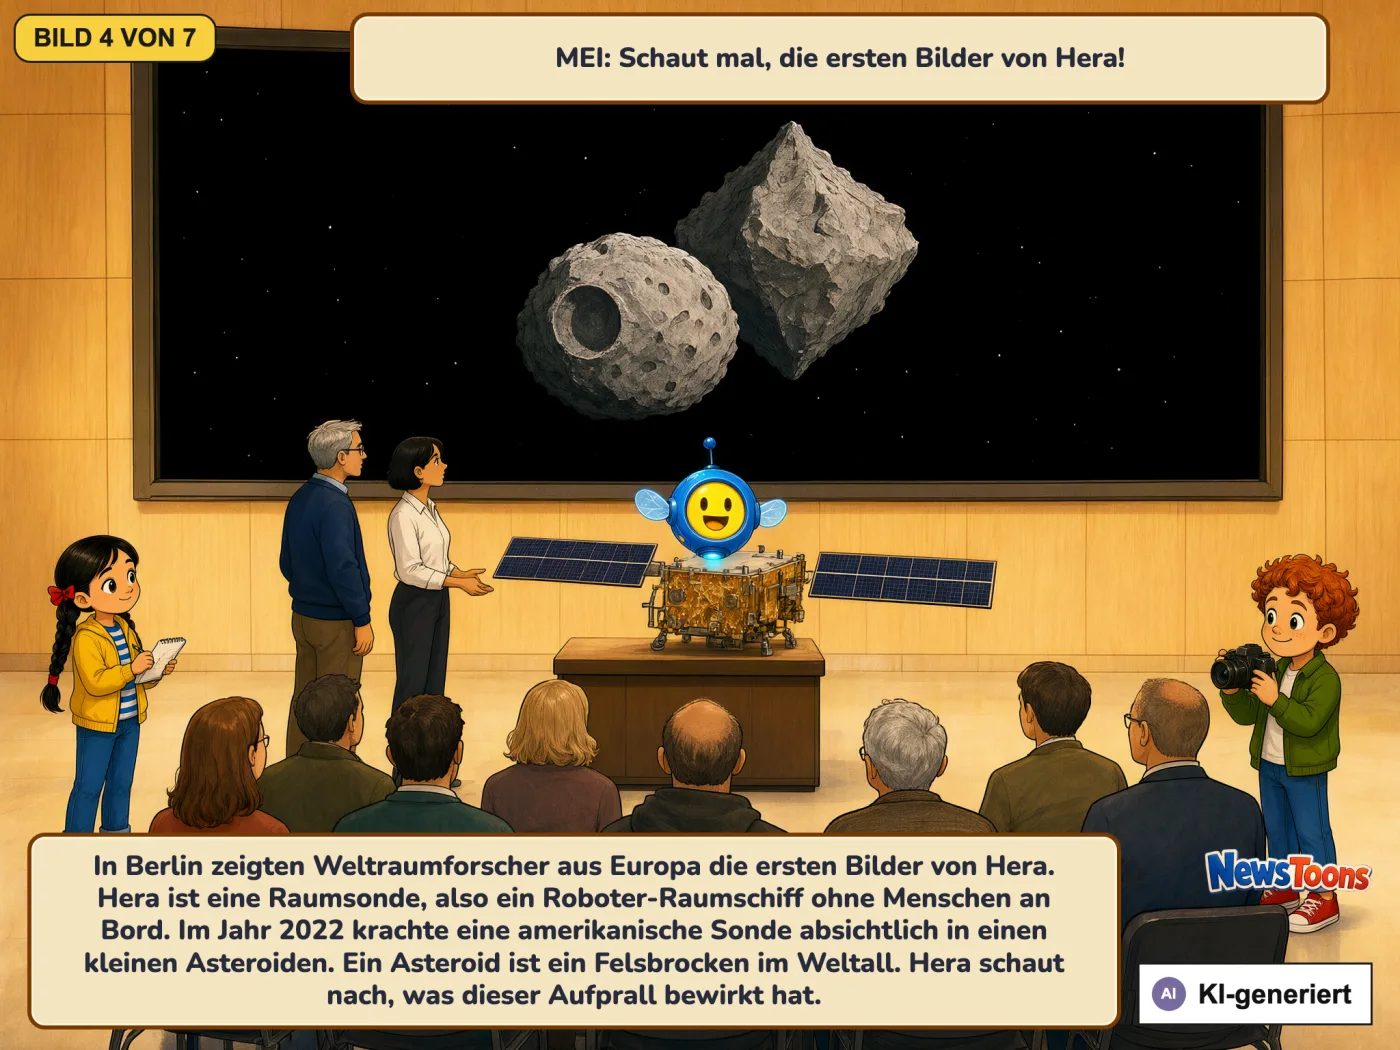 BILD 4 VON 7
MEI: Schaut mal, die ersten Bilder von Hera!
In Berlin zeigten Weltraumforscher aus Europa die ersten Bilder von Hera.
Hera ist eine Raumsonde, also ein Roboter-Raumschiff ohne Menschen an
Bord. Im Jahr 2022 krachte eine amerikanische Sonde absichtlich in einen
kleinen Asteroiden. Ein Asteroid ist ein Felsbrocken im Weltall. Hera schaut
nach, was dieser Aufprall bewirkt hat.
NewsToons
AI KI-generiert